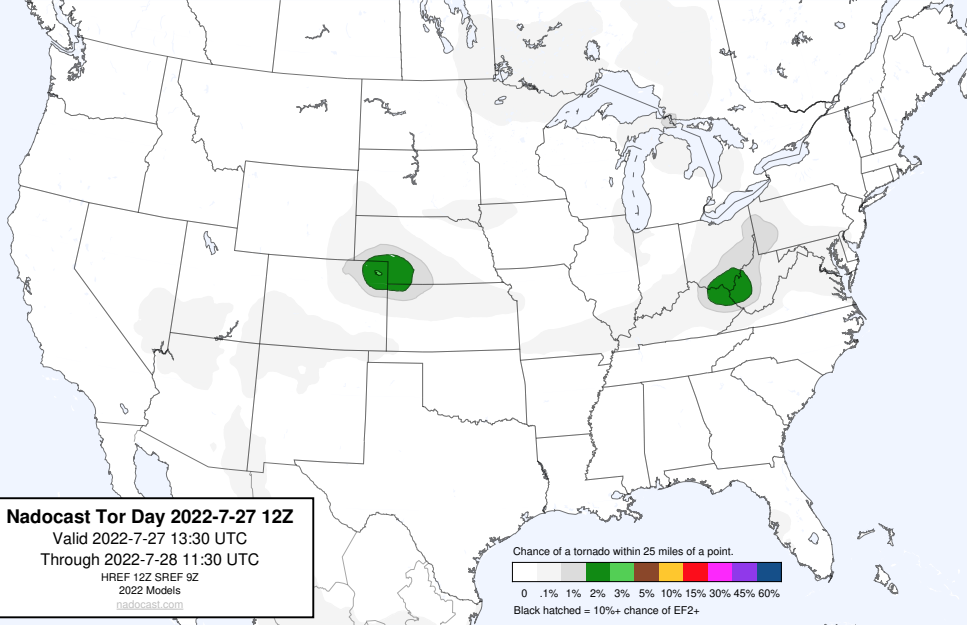 Nadocast Tor Day 2022-7-27 12Z
Valid 2022-7-27 13:30 UTC
Through 2022-7-28 11:30 UTC
HREF 12Z SREF 9Z
2022 Models
nadocast.com
Chance of a tornado within 25 miles of a point.
0 .1% 1% 2% 3% 5% 10% 15% 30% 45% 60%
Black hatched = 10%+ chance of EF2+